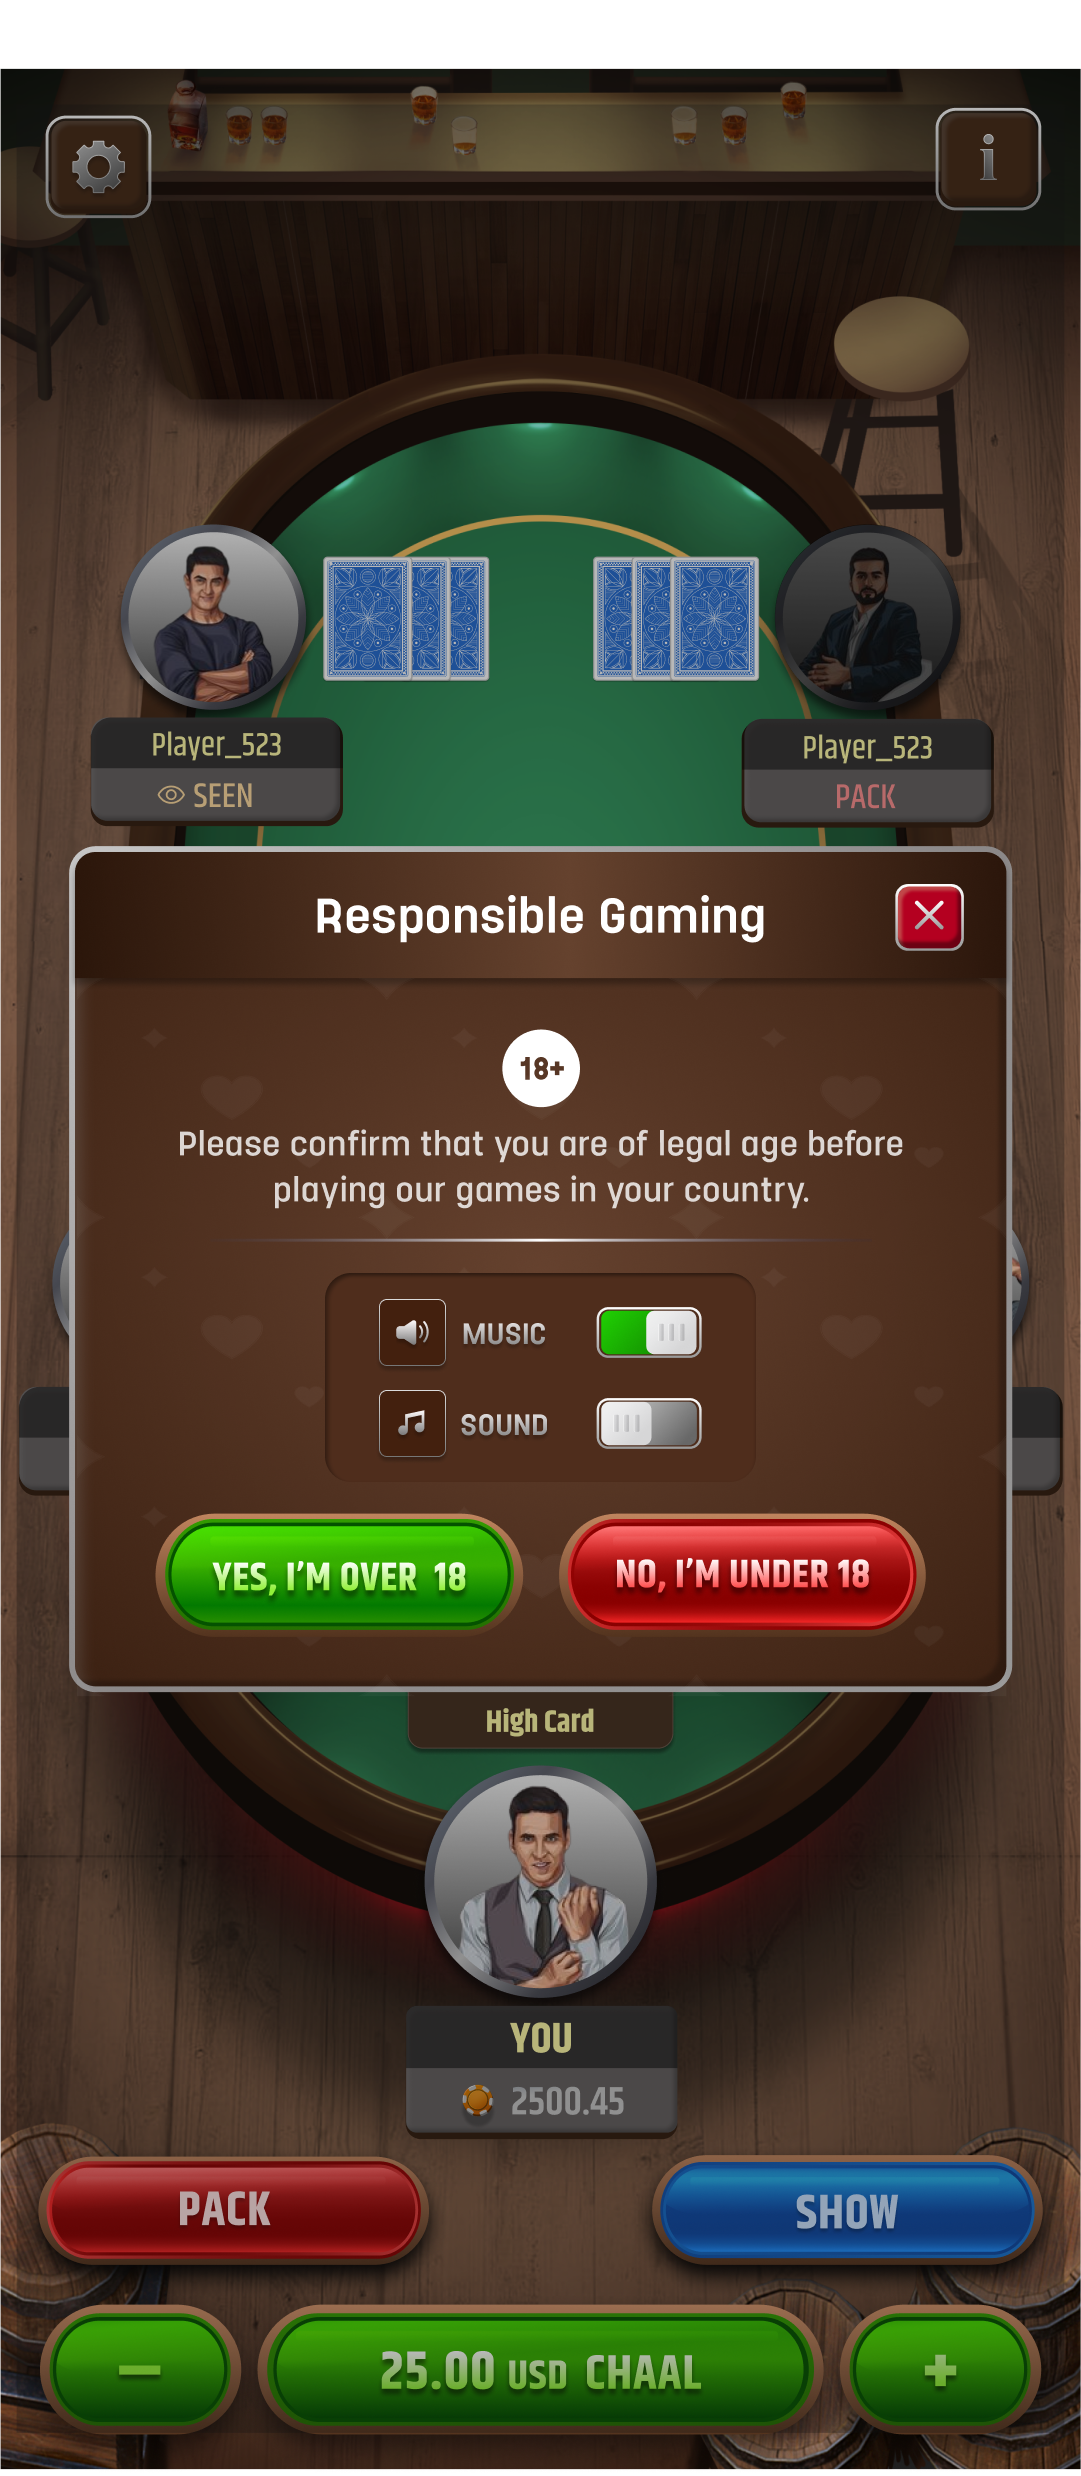 i
Player_523
SEEN
Player_523
PACK
Responsible Gaming
18+
Please confirm that you are of legal age before
playing our games in your country.
MUSIC
SOUND
YES, I'M OVER 18
NO, I'M UNDER 18
High Card
YOU
2500.45
PACK
SHOW
25.00 USD CHAAL